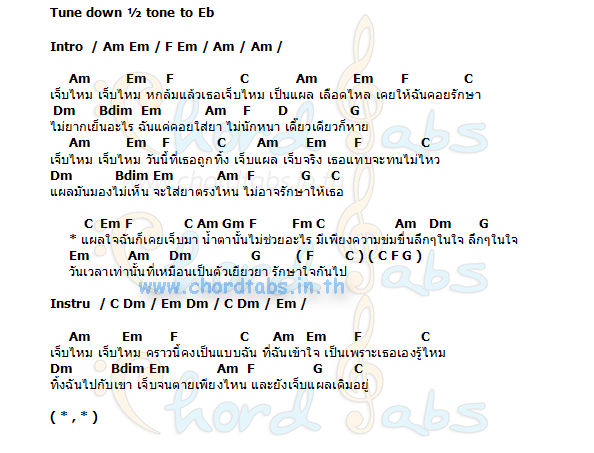 Tune down ½ tone to Eb
Intro / Am Em / F Em / Am / Am /
Am Em F C Am Em F C
เจ็บไหม เจ็บไหม หกล้มแล้วเธอเจ็บไหม เป็นแผล เลือดไหล เคยให้ฉันคอยรักษา
Dm Bdim Em Am F D G
ไม่ยากเย็นอะไร ฉันแค่คอยใส่ยา ไม่นักหนา เดี๋ยวเดียวก็หาย
Am Em F C Am Em F C
เจ็บไหม เจ็บไหม วันนี้ที่เธอถูกทิ้ง เจ็บแผล เจ็บจริง เธอแทบจะทนไม่ไหว
Dm Bdim Em Am F G C
แผลมันมองไม่เห็น จะใส่ยาตรงไหน ไม่อาจรักษาให้เธอ
C Em F C Am Gm F Fm C Am Dm G
* แผลใจฉันก็เคยเจ็บมา น้ำตานั้นไม่ช่วยอะไร มีเพียงความข่มขืนลึกๆในใจ ลึกๆในใจ
Em Am Dm G ( F C ) ( C F G )
วันเวลาเท่านั้นที่เหมือนเป็นตัวเยียวยา รักษาใจกันไป
www.chordtabs.in.th
Instru / C Dm / Em Dm / C Dm / Em /
Am Em F C Am Em F C
เจ็บไหม เจ็บไหม คราวนี้คงเป็นแบบฉัน ที่ฉันเข้าใจ เป็นเพราะเธอเองรู้ไหม
Dm Bdim Em Am F G C
ทิ้งฉันไปกับเขา เจ็บจนตายเพียงไหน และยังเจ็บแผลเดิมอยู่
( * , * )